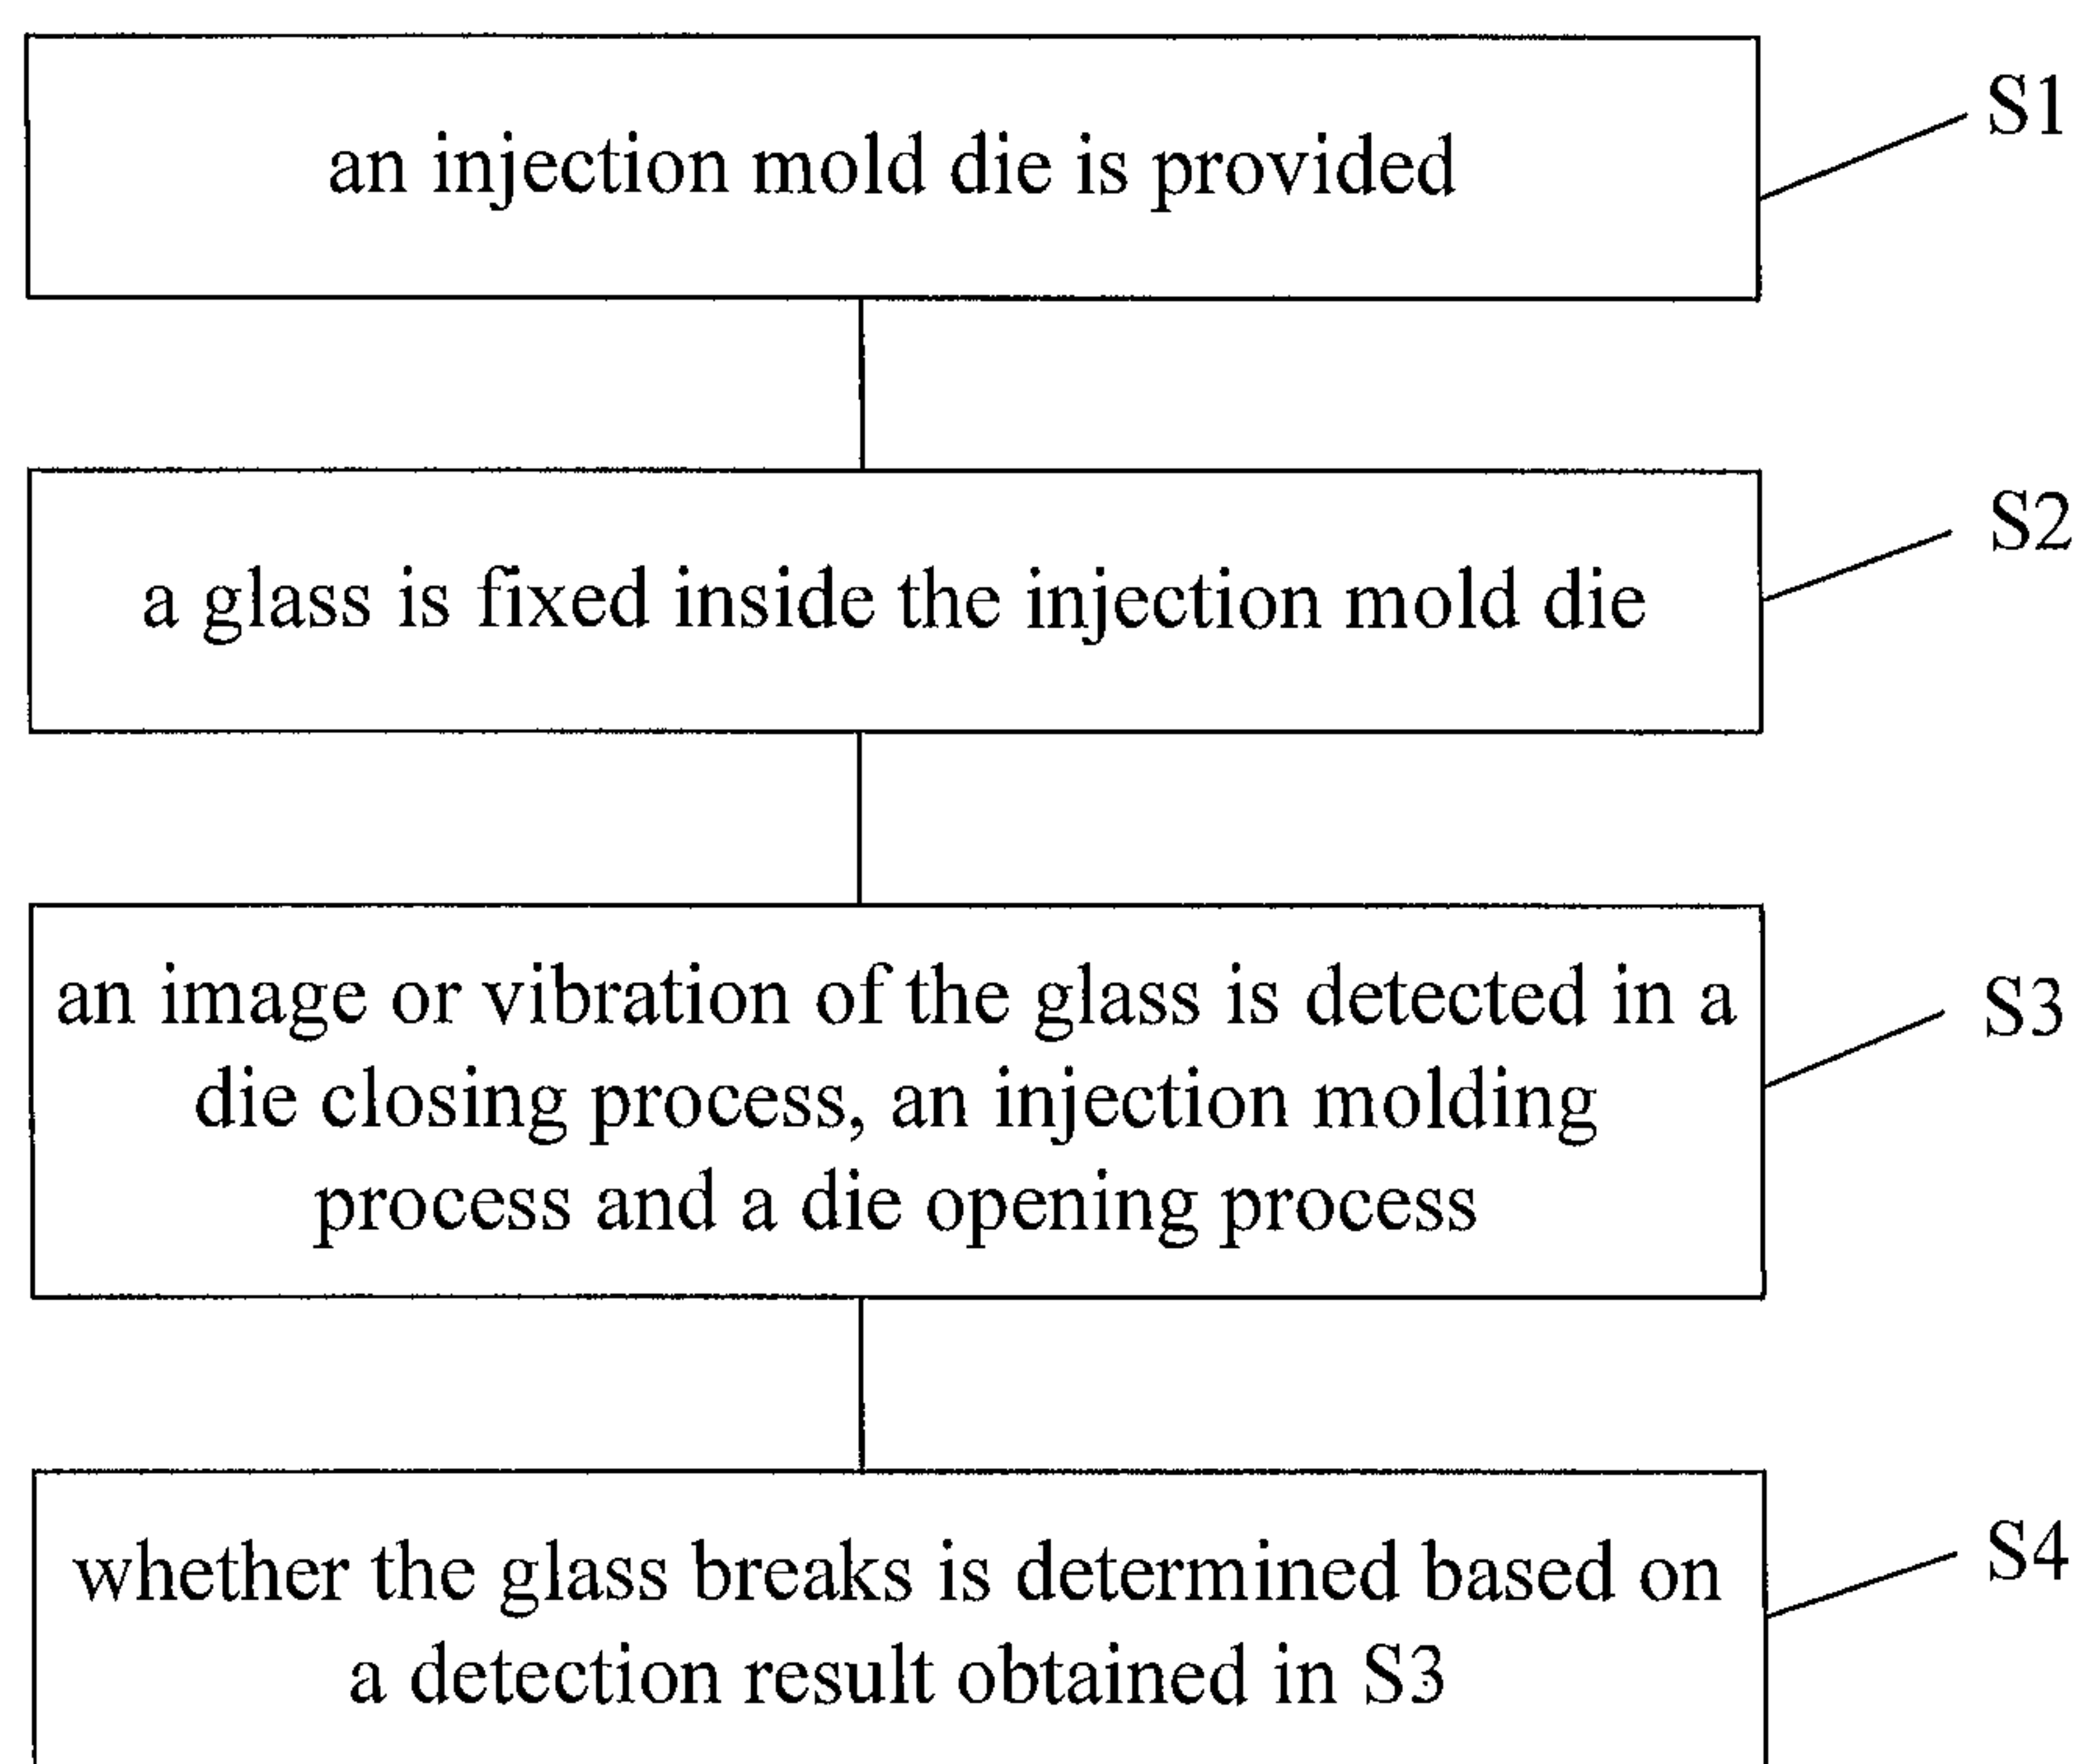 an injection mold die is provided
S1
a glass is fixed inside the injection mold die
S2
an image or vibration of the glass is detected in a
die closing process, an injection molding
process and a die opening process
S3
whether the glass breaks is determined based on
a detection result obtained in S3
S4